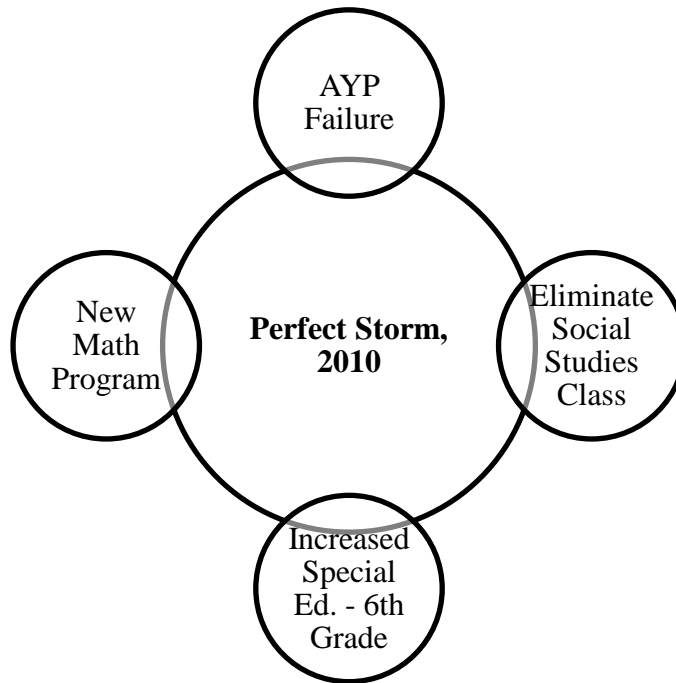 AYP
Failure
New
Math
Program
Perfect Storm,
2010
Eliminate
Social
Studies
Class
Increased
Special
Ed. - 6th
Grade